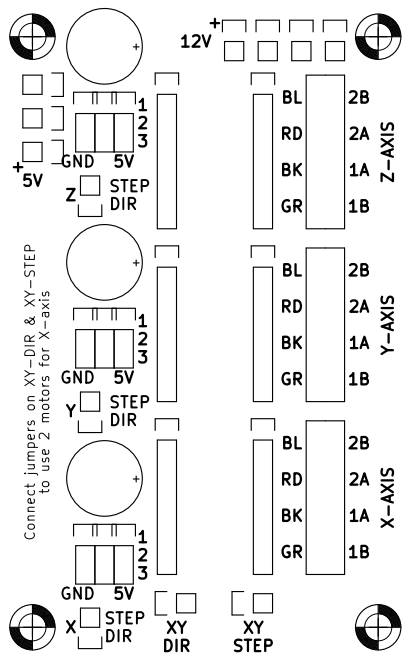 +
12V
1
2
3
GND 5V
+
5V
Z STEP
DIR
BL 2B
RD 2A
BK 1A
GR 1B
Z-AXIS
1
2
3
GND 5V
Y STEP
DIR
BL 2B
RD 2A
BK 1A
GR 1B
Y-AXIS
Connect jumpers on XY-DIR & XY-STEP
to use 2 motors for X-axis
1
2
3
GND 5V
X STEP
DIR
BL 2B
RD 2A
BK 1A
GR 1B
X-AXIS
XY
DIR
XY
STEP